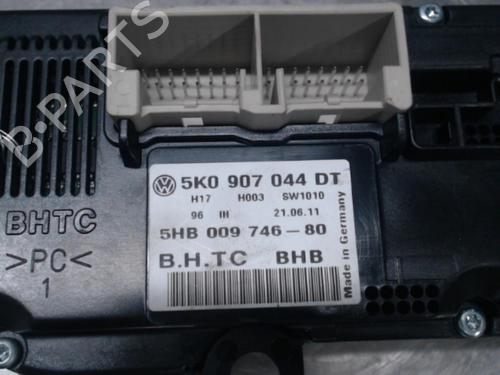 B-PARTS
5K0 907 044 DT
H17 H003 SW1010
96 III 21.06.11
5HB 009 746-80
B.H.TC BHB
Made in Germany
BHTC
>PC<
1